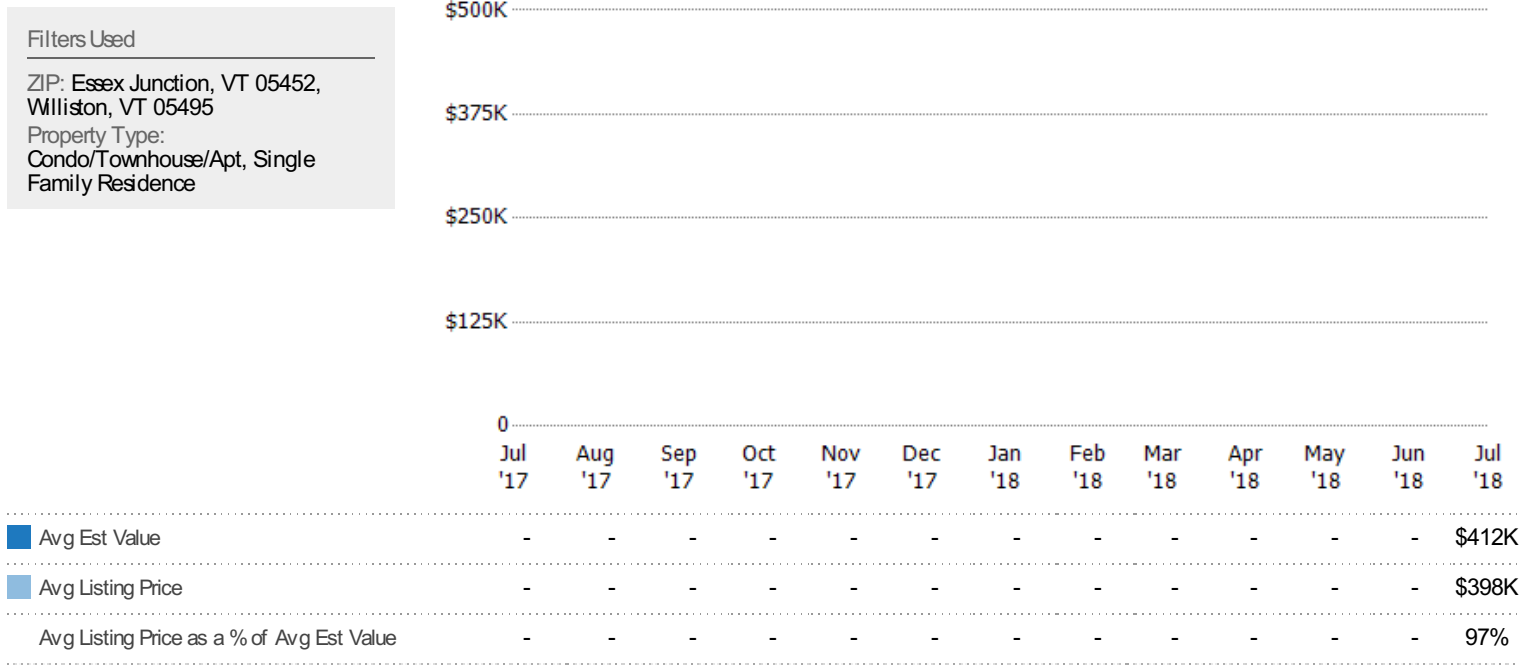 Filters Used
ZIP: Essex Junction, VT 05452,
Williston, VT 05495
Property Type:
Condo/Townhouse/Apt, Single
Family Residence
$500K
$375K
$250K
$125K
0
Jul Aug Sep Oct Nov Dec Jan Feb Mar Apr May Jun Jul
'17 '17 '17 '17 '17 '17 '18 '18 '18 '18 '18 '18 '18
Avg Est Value - - - - - - - - - - - - $412K
Avg Listing Price - - - - - - - - - - - - $398K
Avg Listing Price as a % of Avg Est Value - - - - - - - - - - - - 97%